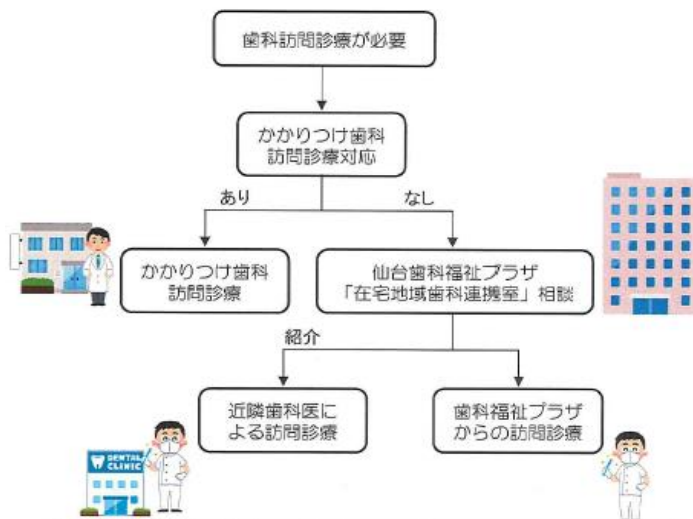 歯科訪問診療が必要
かかりつけ歯科
訪問診療対応
あり
なし
かかりつけ歯科
訪問診療
仙台歯科福祉プラザ
「在宅地域歯科連携室」相談
紹介
近隣歯科医に
よる訪問診療
歯科福祉プラザ
からの訪問診療
DENTAL
CLINIC